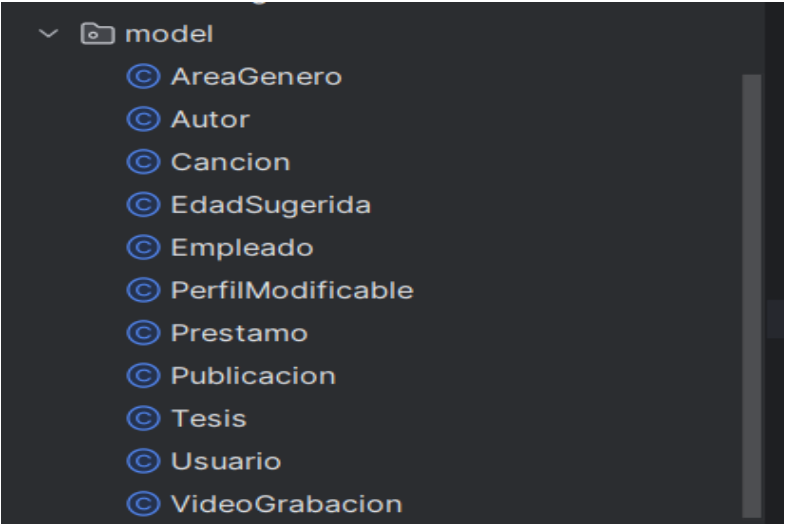 model
AreaGenero
Autor
Cancion
EdadSugerida
Empleado
PerfilModificable
Prestamo
Publicacion
Tesis
Usuario
VideoGrabacion